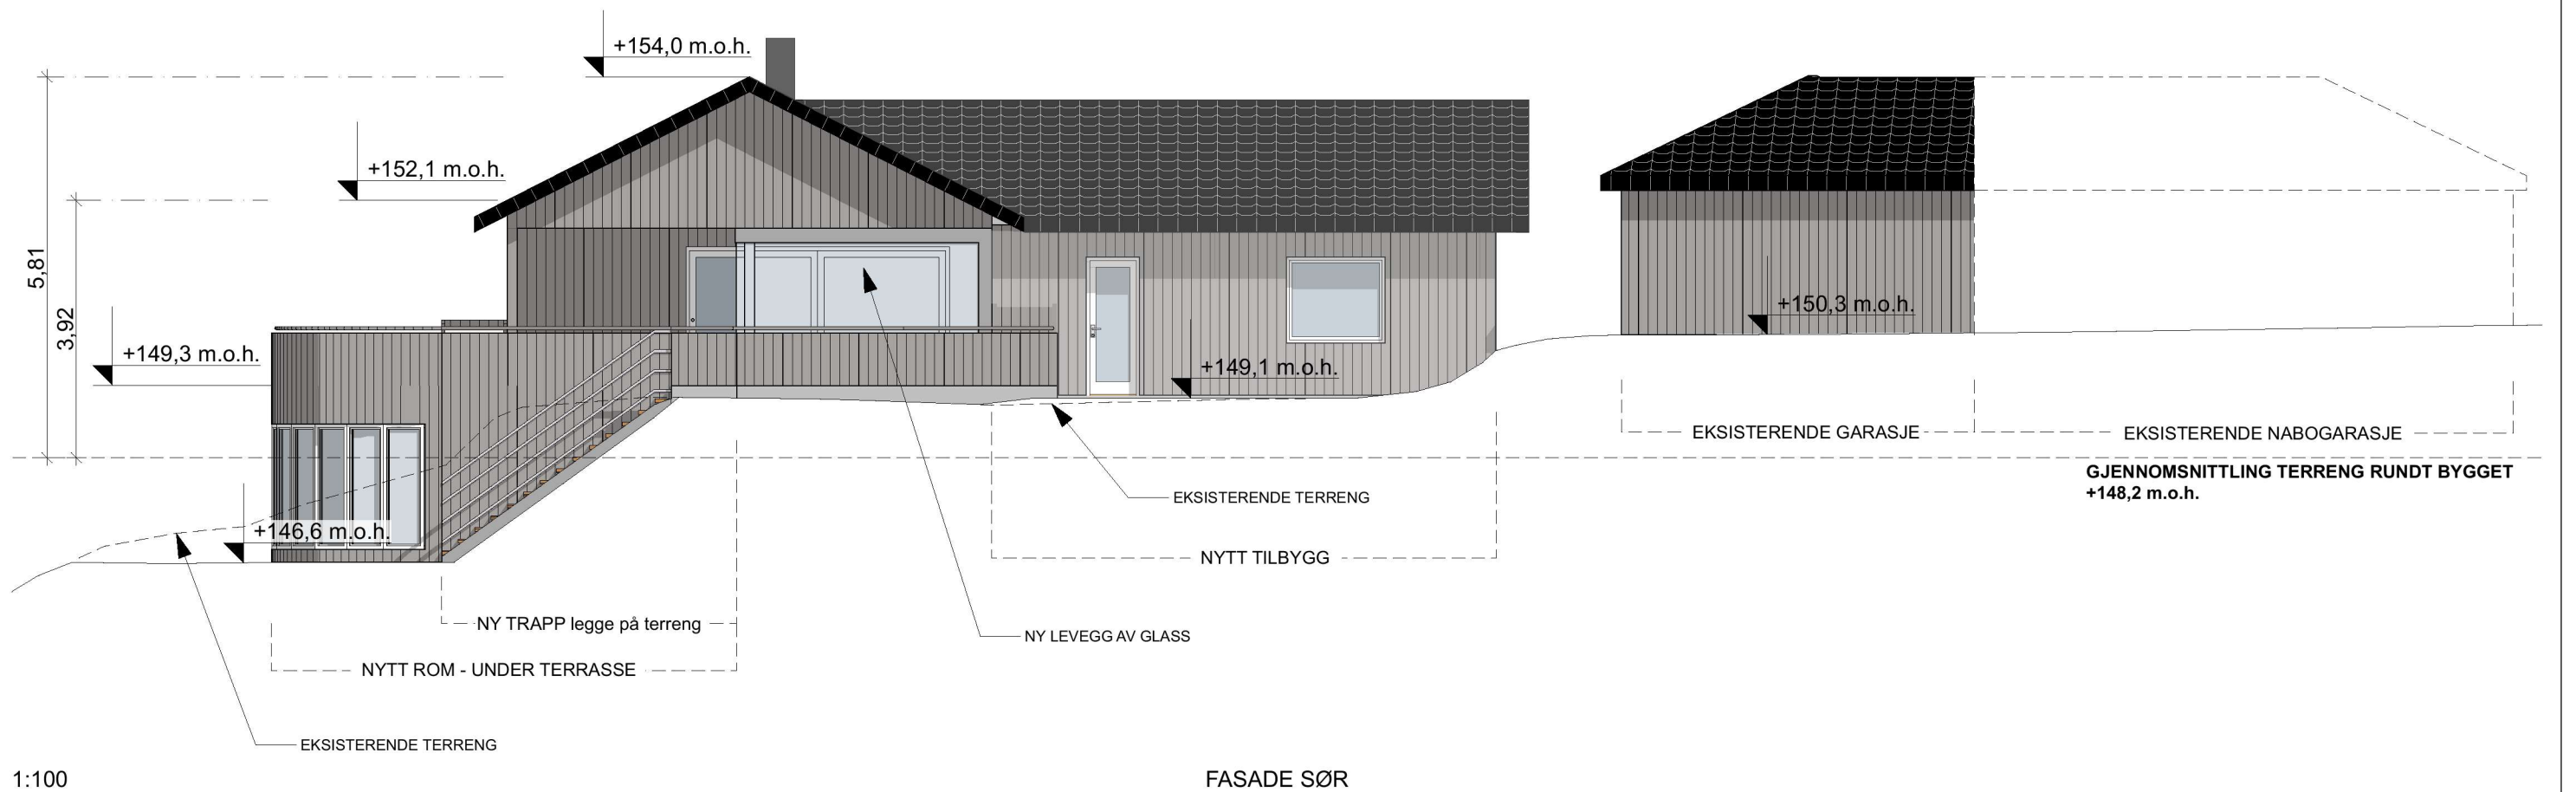 +154,0 m.o.h.
+152,1 m.o.h.
5,81
3,92
+149,3 m.o.h.
+150,3 m.o.h.
+149,1 m.o.h.
EKSISTERENDE GARASJE
EKSISTERENDE NABOGARASJE
GJENNOMSNITTLING TERRENG RUNDT BYGGET
+148,2 m.o.h.
EKSISTERENDE TERRENG
+146,6 m.o.h.
NYTT TILBYGG
NY TRAPP legge på terreng
NY LEVEGG AV GLASS
NYTT ROM - UNDER TERRASSE
EKSISTERENDE TERRENG
1:100
FASADE SØR